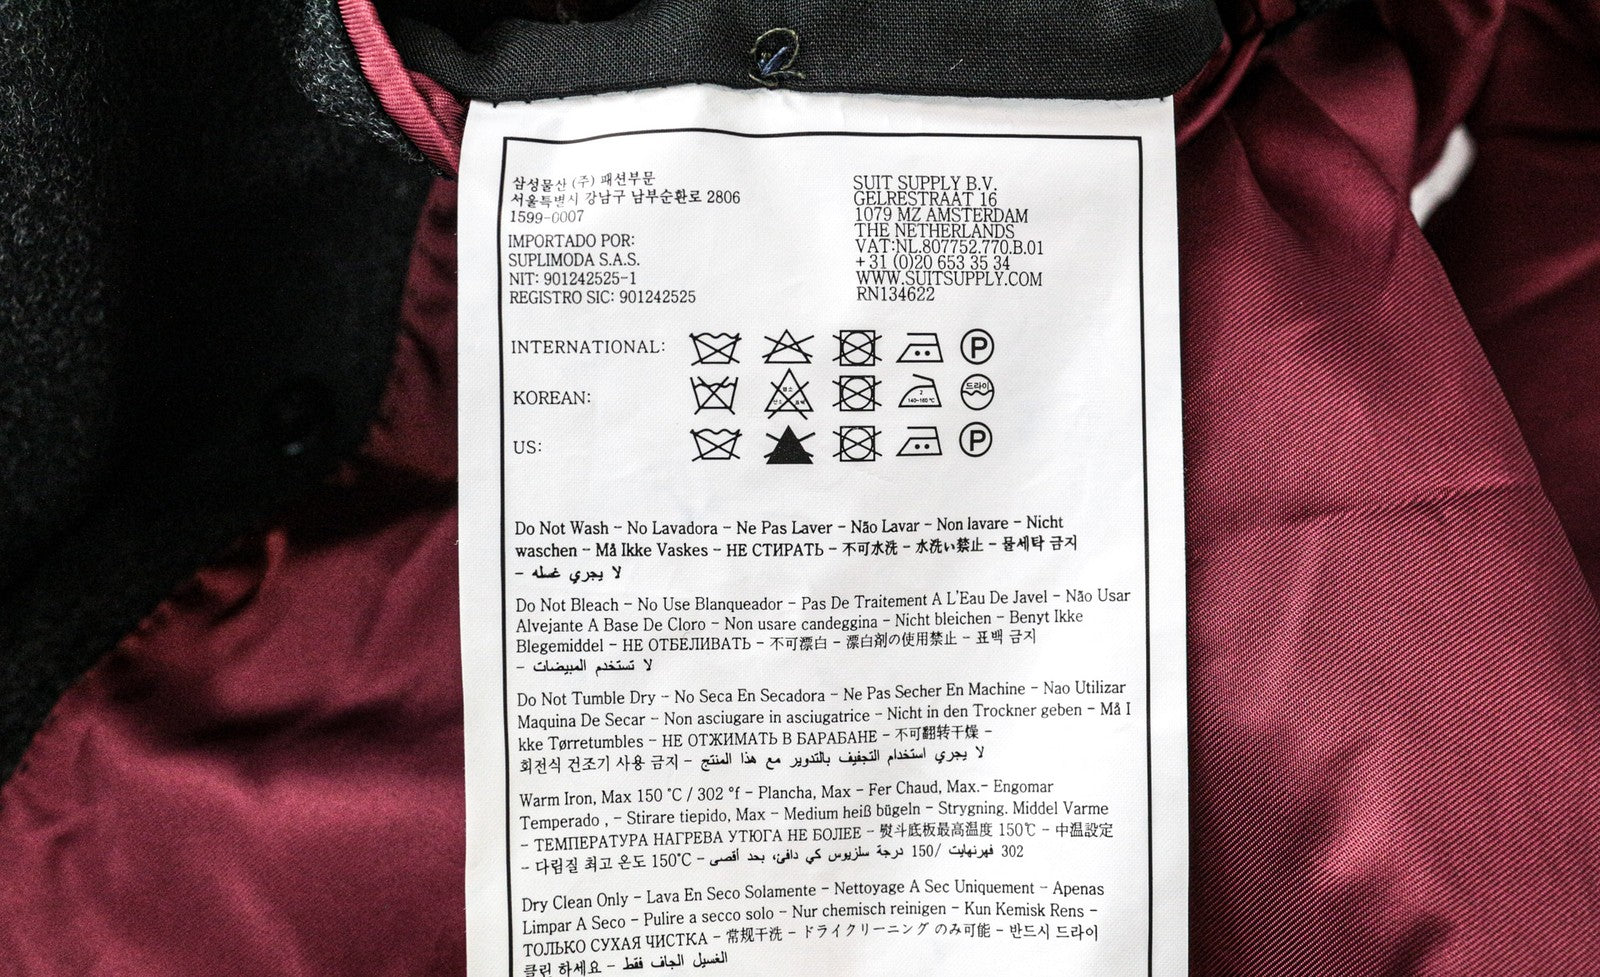 삼성물산 (주) 패션부문
서울특별시 강남구 남부순환로 2806
1599-0007
IMPORTADO POR:
SUPLIMODA S.A.S.
NIT: 901242525-1
REGISTRO SIC: 901242525
SUIT SUPPLY B.V.
GELRESTRAAT 16
1079 MZ AMSTERDAM
THE NETHERLANDS
VAT:NL.807752.770.B.01
+31 (0)20 653 35 34
WWW.SUITSUPPLY.COM
RN134622
INTERNATIONAL:
P
KOREAN:
2
140~160 ℃
드라이
US:
P
Do Not Wash - No Lavadora - Ne Pas Laver - Não Lavar - Non lavare - Nicht
waschen - Må Ikke Vaskes - НЕ СТИРАТЬ - 不可水洗 - 水洗い禁止 - 물세탁 금지
- لا يجري غسله
Do Not Bleach - No Use Blanqueador - Pas De Traitement A L'Eau De Javel - Não Usar
Alvejante A Base De Cloro - Non usare candeggina - Nicht bleichen - Benyt Ikke
Blegemiddel - НЕ ОТБЕЛИВАТЬ - 不可漂白 - 漂白剤の使用禁止 - 표백 금지
- لا تستخدم المبيضات
Do Not Tumble Dry - No Seca En Secadora - Ne Pas Secher En Machine - Nao Utilizar
Maquina De Secar - Non asciugare in asciugatrice - Nicht in den Trockner geben - Må I
kke Tørretumbles - НЕ ОТЖИМАТЬ В БАРАБАНЕ - 不可翻转干燥 -
회전식 건조기 사용 금지 - لا يجري استخدام التجفيف بالتدوير مع هذا المنتج
Warm Iron, Max 150 °C / 302 °f - Plancha, Max - Fer Chaud, Max.- Engomar
Temperado , - Stirare tiepido, Max - Medium heiß bügeln - Strygning. Middel Varme
- ТЕМПЕРАТУРА НАГРЕВА УТЮГА НЕ БОЛЕЕ - 熨斗底板最高温度 150℃ - 中温設定
- 다림질 최고 온도 150℃ - 302 فهرنهايت /150 درجة سلزيوس كي دافئ، بحد أقصى
Dry Clean Only - Lava En Seco Solamente - Nettoyage A Sec Uniquement - Apenas
Limpar A Seco - Pulire a secco solo - Nur chemisch reinigen - Kun Kemisk Rens -
ТОЛЬКО СУХАЯ ЧИСТКА - 常规干洗 - ドライクリーニング のみ可能 - 반드시 드라이
클린 하세요 - الغسيل الجاف فقط